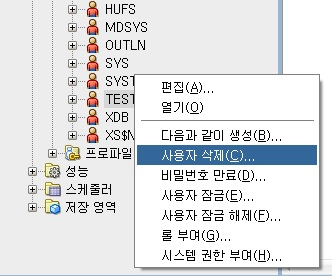 HUFS
MDSYS
OUTLN
SYS
SYST
TEST
XDB
XS$N
프로파일
성능
스케줄러
저장 영역
편집(A)...
열기(O)
다음과 같이 생성(B)...
사용자 삭제(C)...
비밀번호 만료(D)...
사용자 잠금(E)...
사용자 잠금 해제(F)...
롤 부여(G)...
시스템 권한 부여(H)...